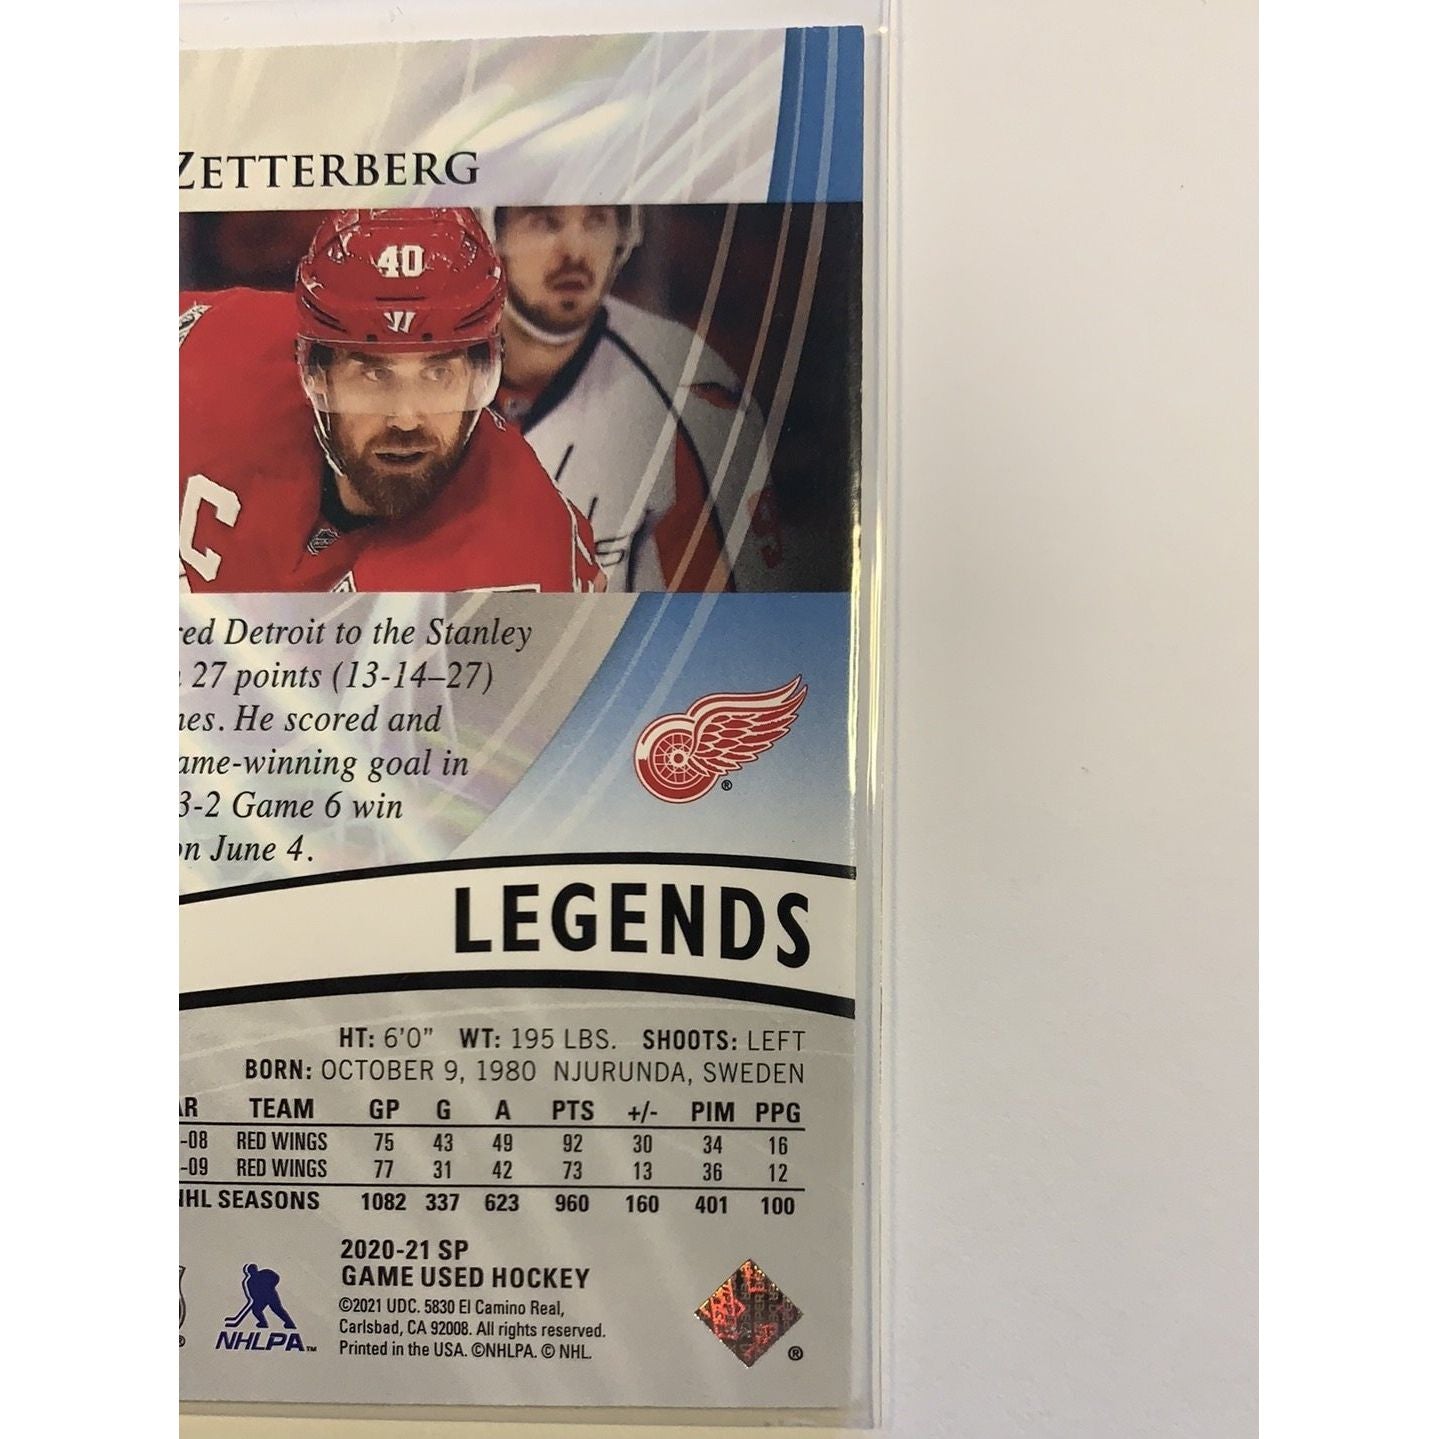 ZETTERBERG
40
C
red Detroit to the Stanley
27 points (13-14–27)
nes. He scored and
ame-winning goal in
3-2 Game 6 win
on June 4.
®
LEGENDS
HT: 6'0" WT: 195 LBS. SHOOTS: LEFT
BORN: OCTOBER 9, 1980 NJURUNDA, SWEDEN
AR TEAM GP G A PTS +/- PIM PPG
-08 RED WINGS 75 43 49 92 30 34 16
-09 RED WINGS 77 31 42 73 13 36 12
NHL SEASONS 1082 337 623 960 160 401 100
2020-21 SP
GAME USED HOCKEY
©2021 UDC. 5830 El Camino Real,
Carlsbad, CA 92008. All rights reserved.
Printed in the USA. ©NHLPA. © NHL.
NHLPA™
®